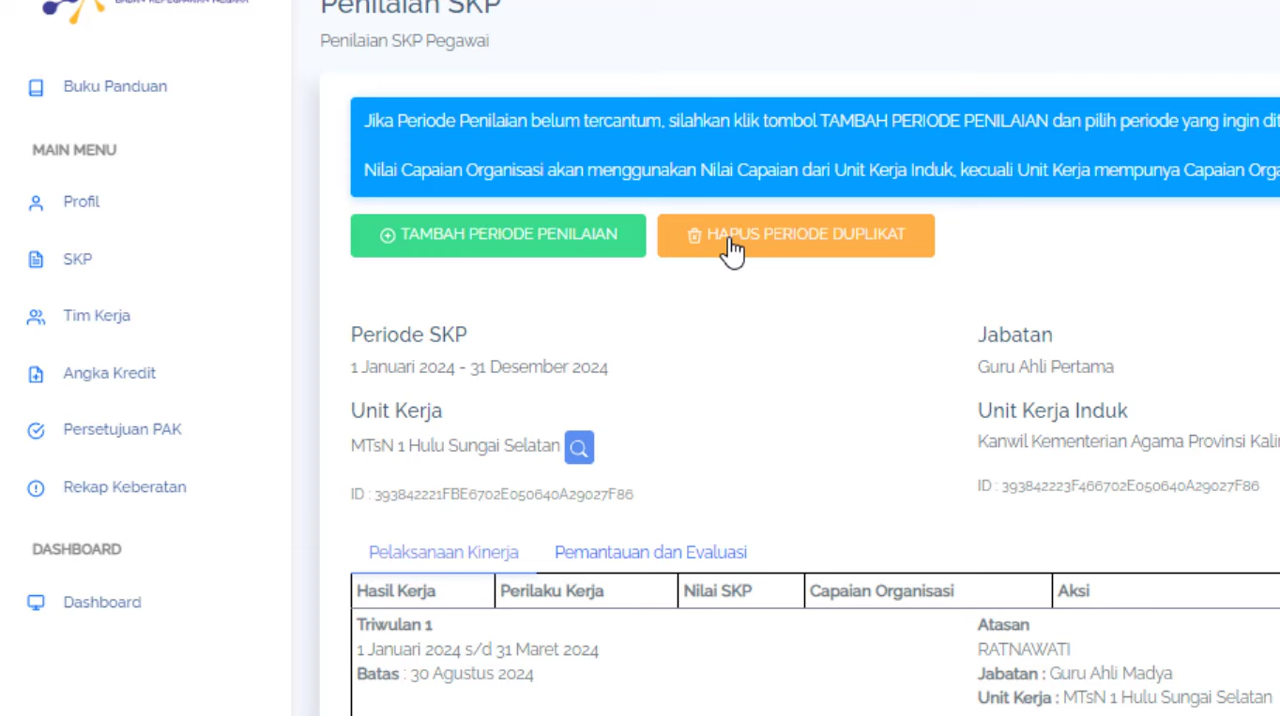 BADAN KEPEGAWAIAN NEGARA
Penilaian SKP
Penilaian SKP Pegawai
Buku Panduan
MAIN MENU
Profil
SKP
Tim Kerja
Angka Kredit
Persetujuan PAK
Rekap Keberatan
DASHBOARD
Dashboard
Jika Periode Penilaian belum tercantum, silahkan klik tombol TAMBAH PERIODE PENILAIAN dan pilih periode yang ingin
Nilai Capaian Organisasi akan menggunakan Nilai Capaian dari Unit Kerja Induk, kecuali Unit Kerja mempunya Capaian
TAMBAH PERIODE PENILAIAN
HAPUS PERIODE DUPLIKAT
Periode SKP
1 Januari 2024 - 31 Desember 2024
Jabatan
Guru Ahli Pertama
Unit Kerja
MTsN 1 Hulu Sungai Selatan
ID : 393842221FBE6702E050640A29027F86
Unit Kerja Induk
Kanwil Kementerian Agama Provinsi
ID : 393842223F466702E050640A29027F86
Pelaksanaan Kinerja
Pemantauan dan Evaluasi
Hasil Kerja
Perilaku Kerja
Nilai SKP
Capaian Organisasi
Aksi
Triwulan 1
1 Januari 2024 s/d 31 Maret 2024
Batas : 30 Agustus 2024
Atasan
RATNAWATI
Jabatan : Guru Ahli Madya
Unit Kerja : MTsN 1 Hulu Sungai Selatan